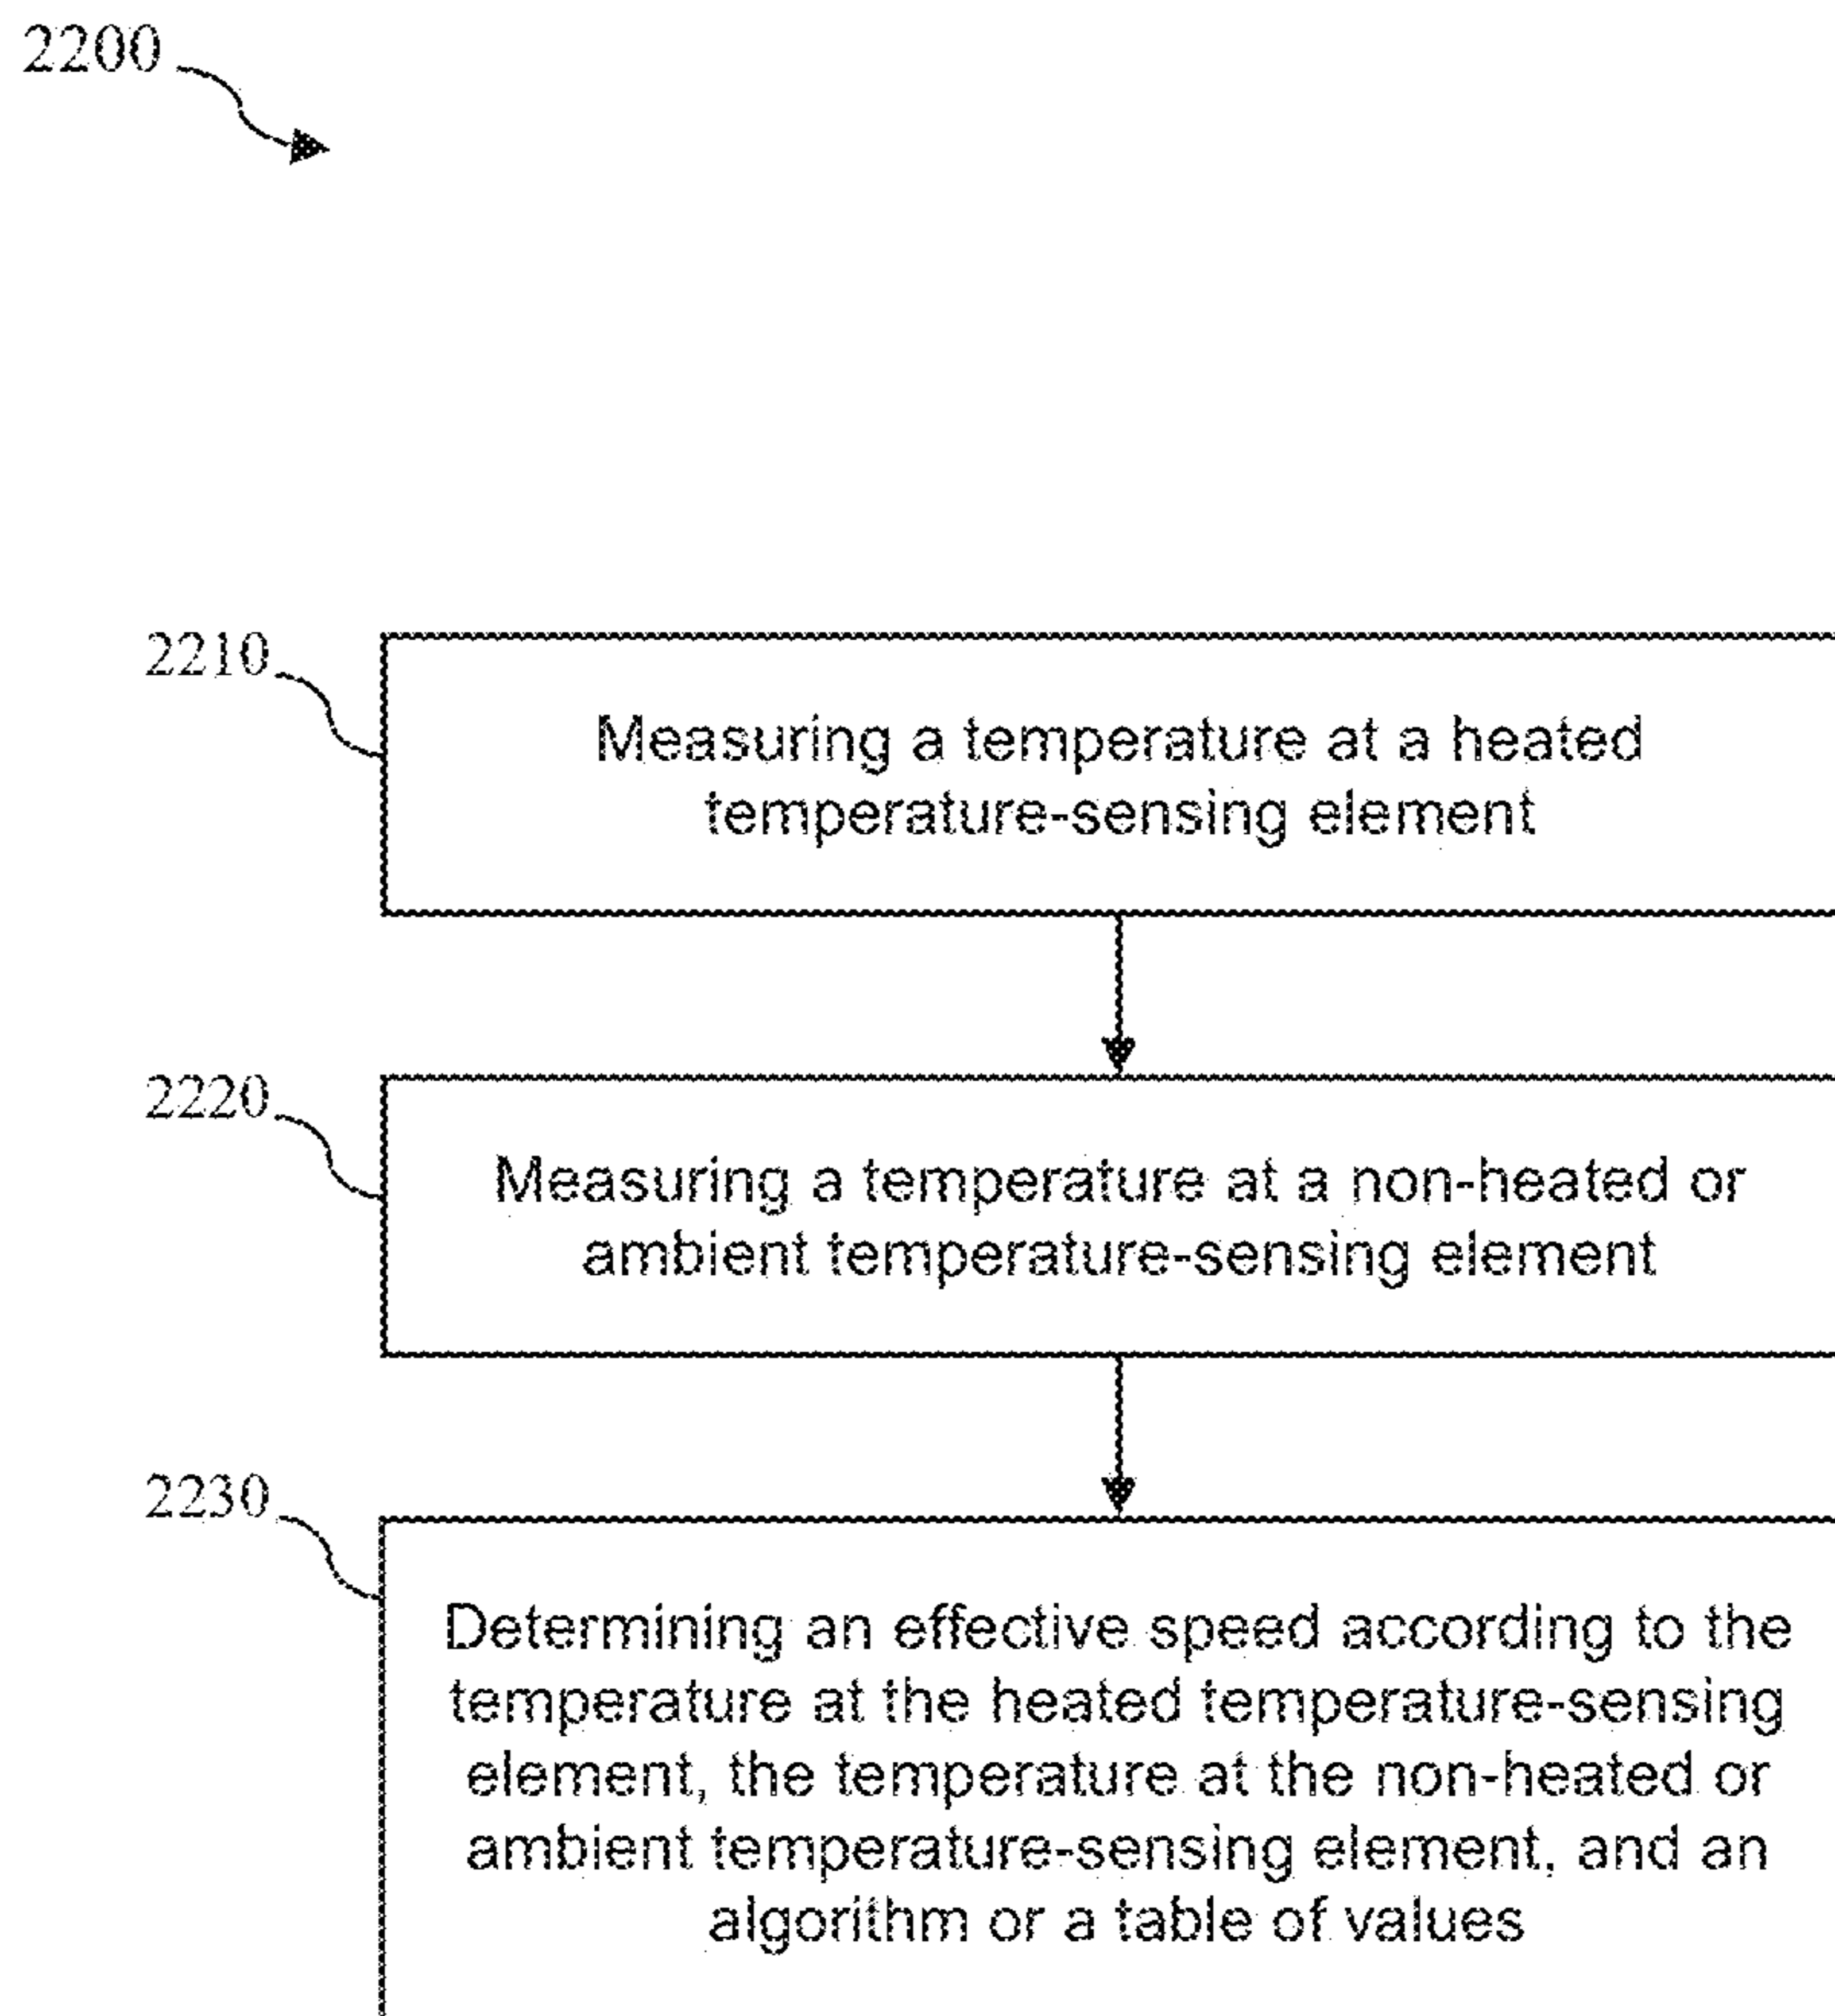 2200
2210
Measuring a temperature at a heated
temperature-sensing element
2220
Measuring a temperature at a non-heated or
ambient temperature-sensing element
2230
Determining an effective speed according to the
temperature at the heated temperature-sensing
element, the temperature at the non-heated or
ambient temperature-sensing element, and an
algorithm or a table of values